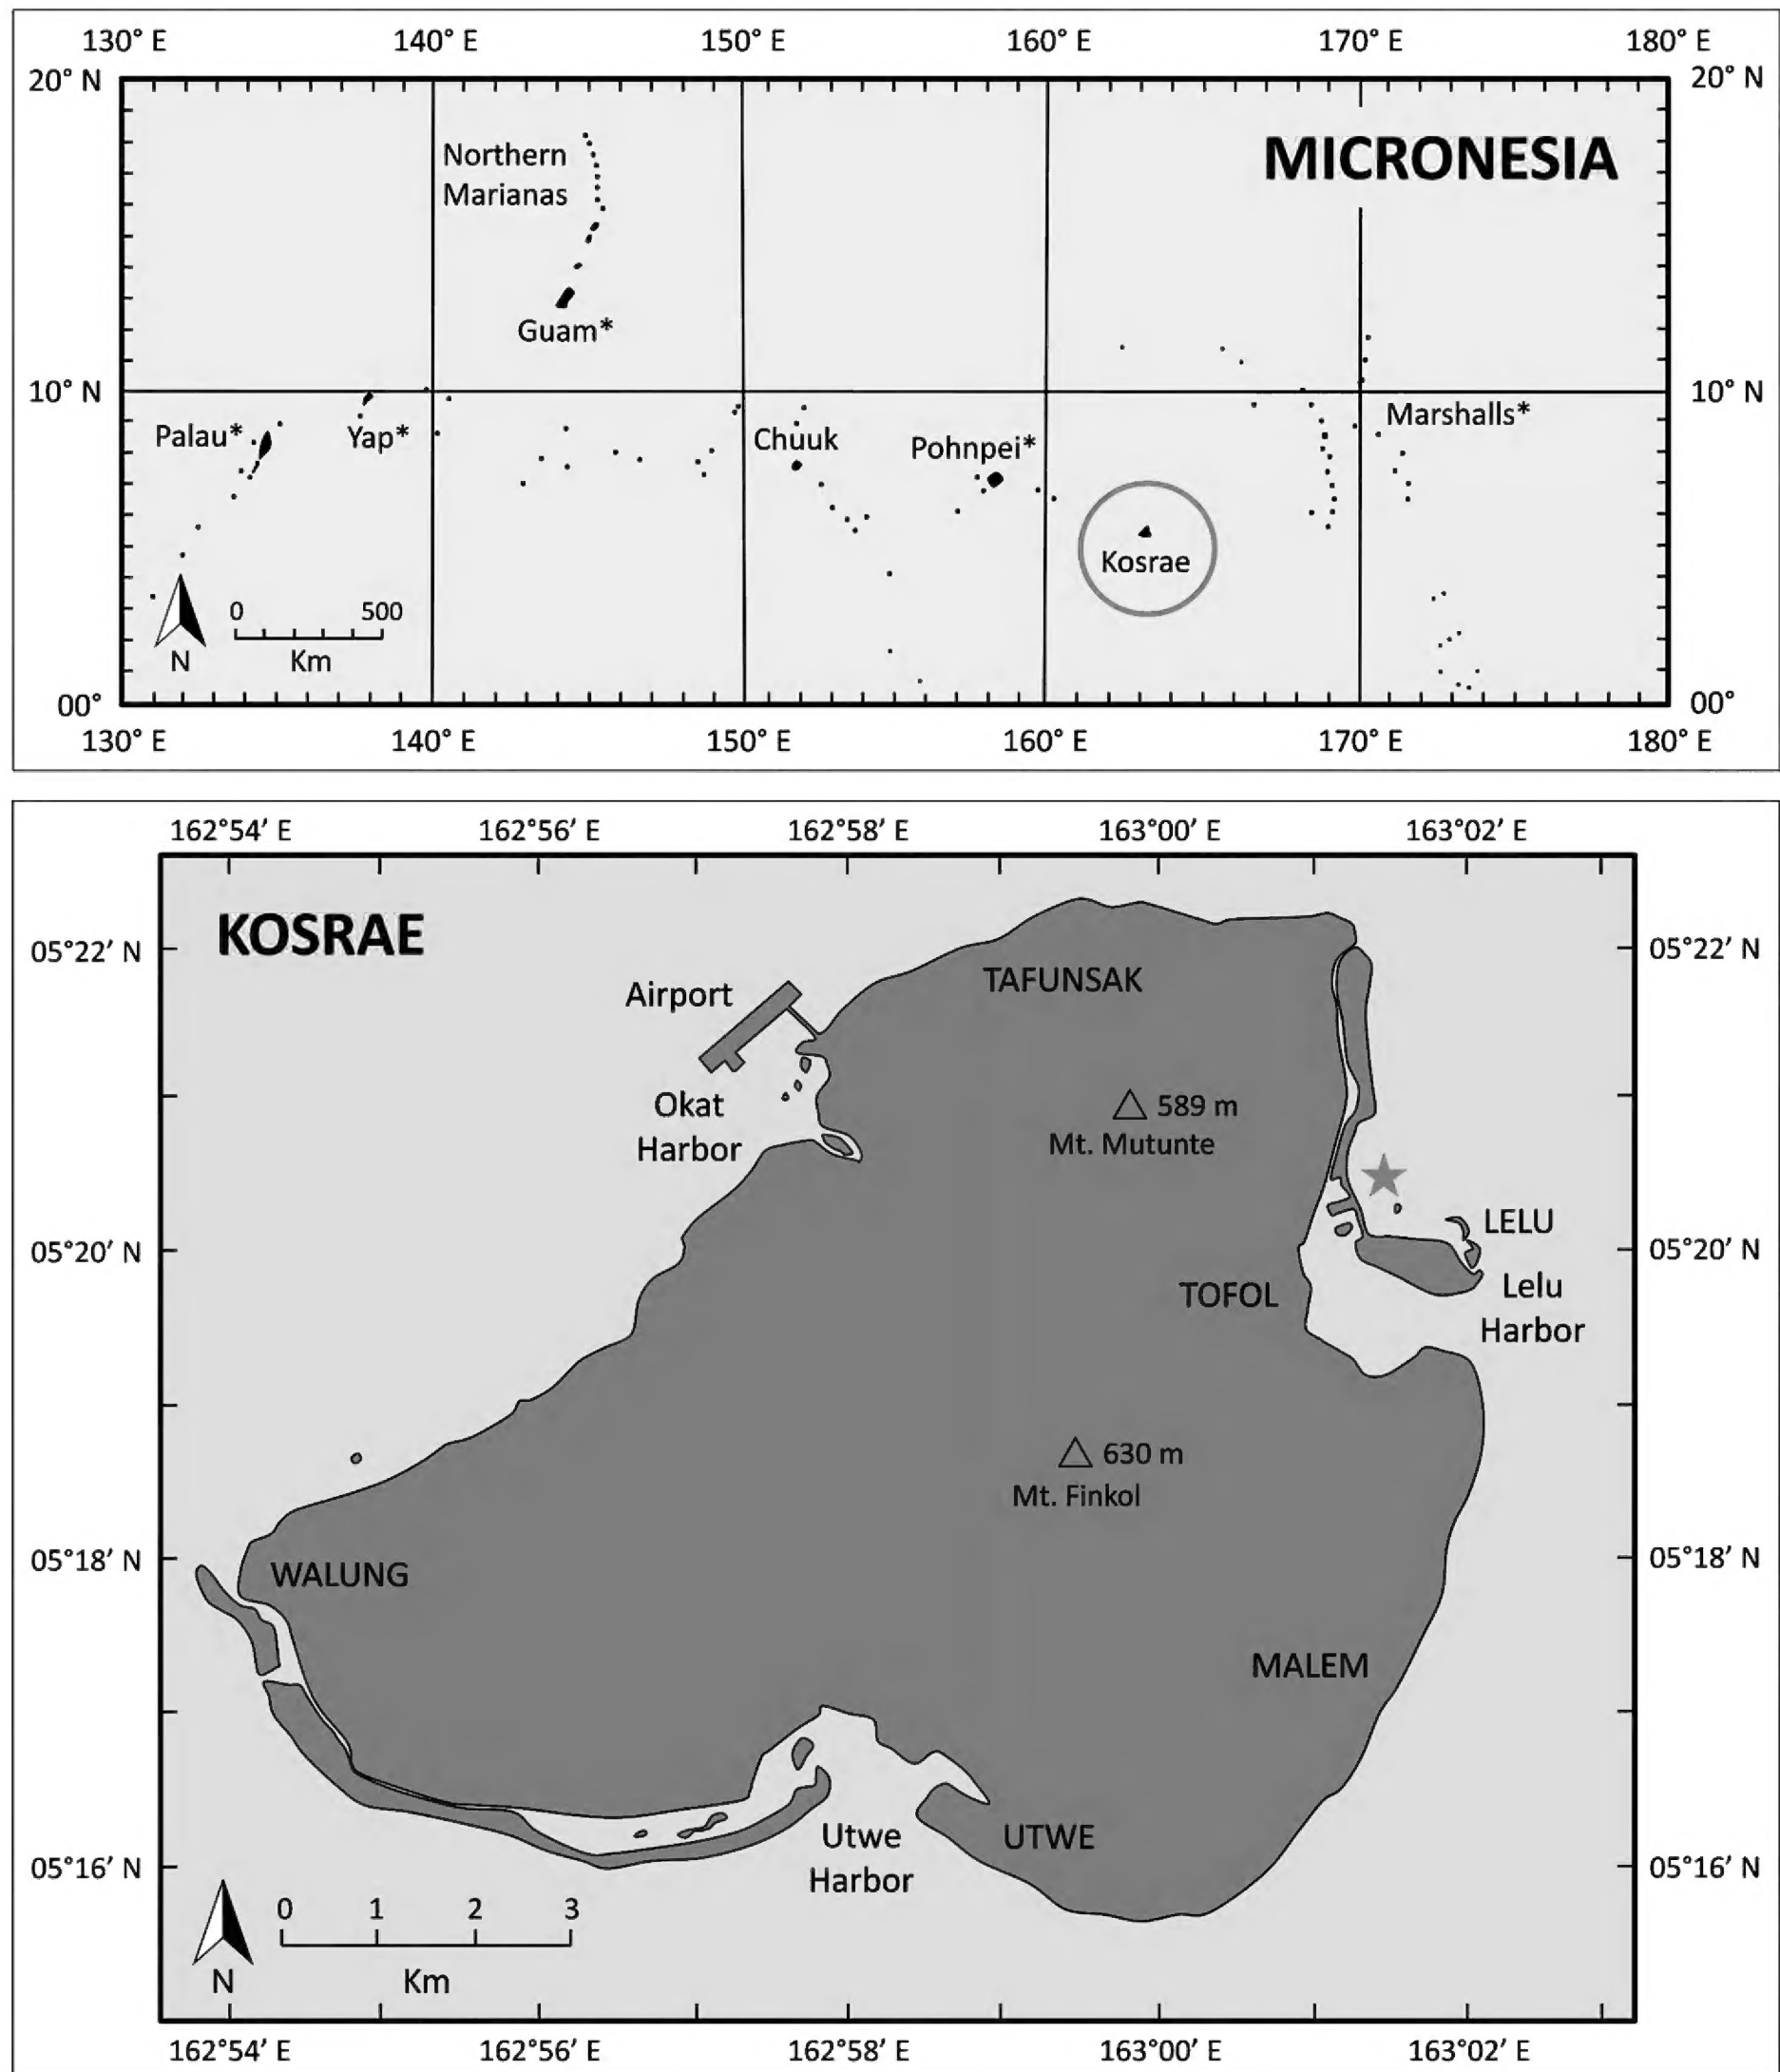 130° E 140° E 150° E 160° E 170° E 180° E
20° N 20° N
Northern
Marianas
MICRONESIA
Guam*
10° N 10° N
Palau* Yap* Chuuk Pohnpei* Marshalls*
Kosrae
0 500
Km
N
00° 00°
130° E 140° E 150° E 160° E 170° E 180° E
162°54′ E 162°56′ E 162°58′ E 163°00′ E 163°02′ E
KOSRAE
05°22′ N 05°22′ N
TAFUNSAK
Airport
Okat
Harbor
589 m
Mt. Mutunte
LELU
05°20′ N 05°20′ N
TOFOL
Lelu
Harbor
630 m
Mt. Finkol
05°18′ N 05°18′ N
WALUNG
MALEM
Utwe
Harbor
UTWE
05°16′ N 05°16′ N
0 1 2 3
Km
N
162°54′ E 162°56′ E 162°58′ E 163°00′ E 163°02′ E